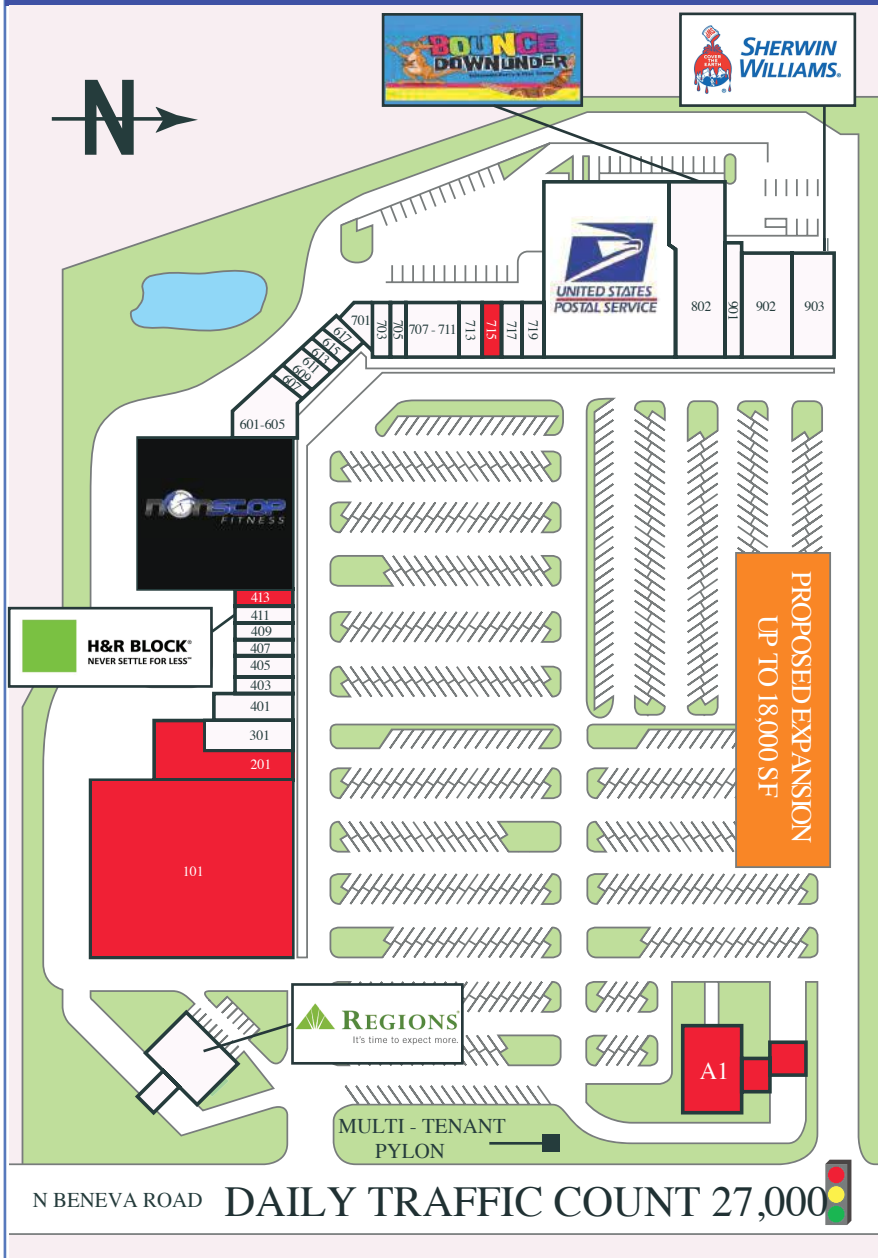 BOUNCE
DOWNUNDER
COVER
THE
EARTH
SHERWIN
WILLIAMS.
N
UNITED STATES
POSTAL SERVICE
802
901
902
903
701
703
705
707 - 711
713
715
717
719
617
615
613
611
609
607
601-605
NONSTOP
FITNESS
413
411
409
407
405
403
401
301
201
101
H&R BLOCK®
NEVER SETTLE FOR LESS™
PROPOSED EXPANSION
UP TO 18,000 SF
REGIONS
It's time to expect more.
A1
MULTI - TENANT
PYLON
N BENEVA ROAD
DAILY TRAFFIC COUNT 27,000